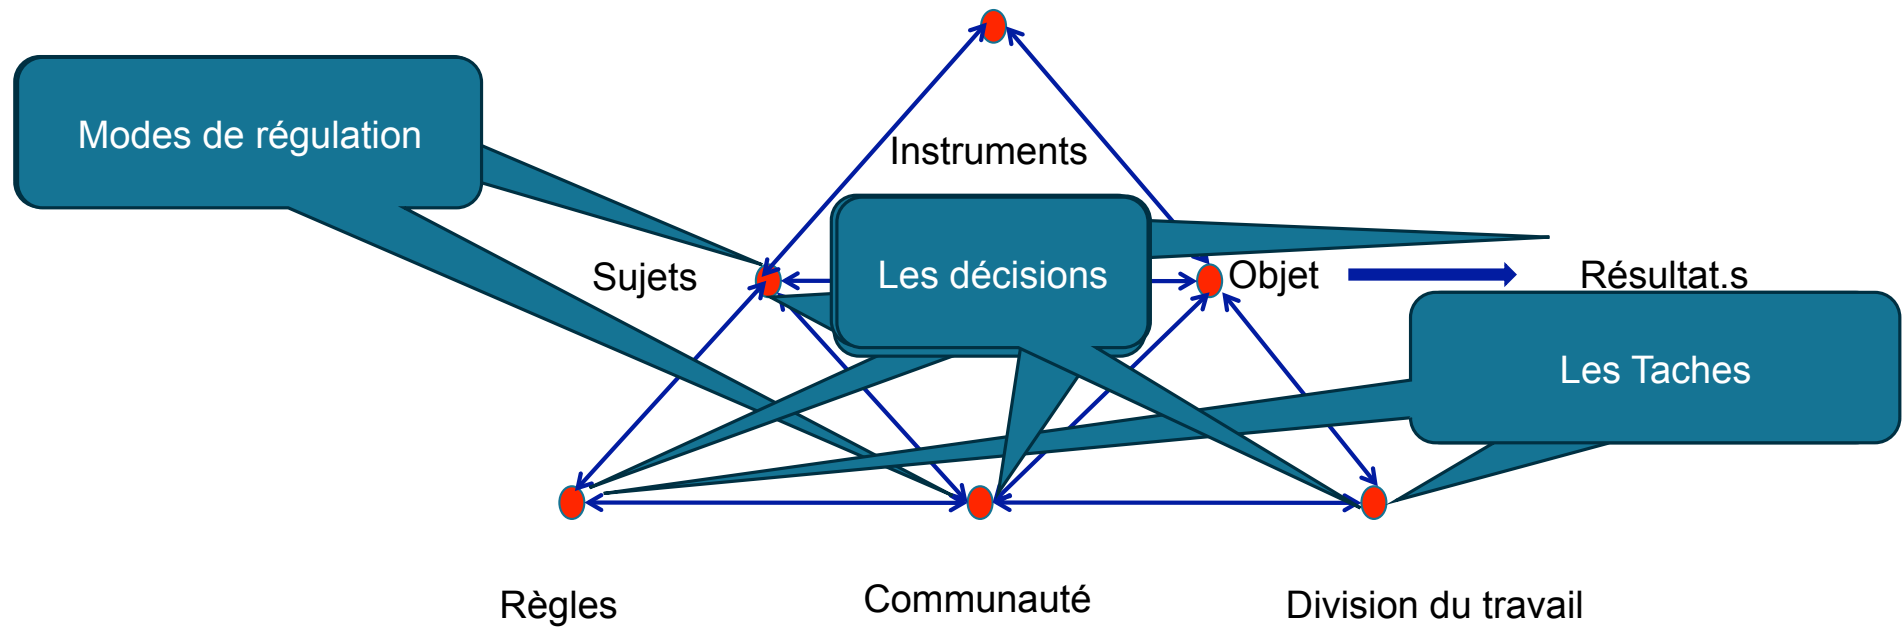 Modes de régulation
Instruments
Les décisions
Sujets
Objet
Résultat.s
Les Taches
Règles
Communauté
Division du travail